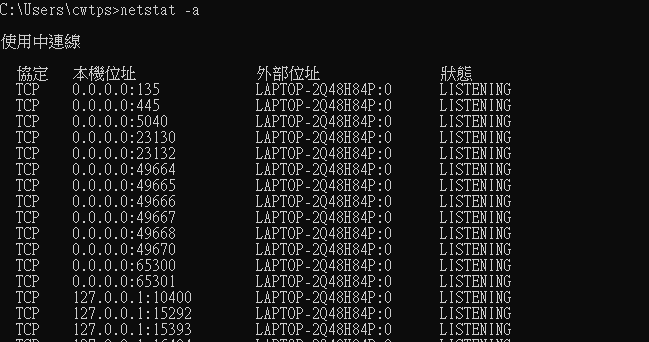 C:\Users\cwtps>netstat -a
使用中連線
協定 本機位址 外部位址 狀態
TCP 0.0.0.0:135 LAPTOP-2Q48H84P:0 LISTENING
TCP 0.0.0.0:445 LAPTOP-2Q48H84P:0 LISTENING
TCP 0.0.0.0:5040 LAPTOP-2Q48H84P:0 LISTENING
TCP 0.0.0.0:23130 LAPTOP-2Q48H84P:0 LISTENING
TCP 0.0.0.0:23132 LAPTOP-2Q48H84P:0 LISTENING
TCP 0.0.0.0:49664 LAPTOP-2Q48H84P:0 LISTENING
TCP 0.0.0.0:49665 LAPTOP-2Q48H84P:0 LISTENING
TCP 0.0.0.0:49666 LAPTOP-2Q48H84P:0 LISTENING
TCP 0.0.0.0:49667 LAPTOP-2Q48H84P:0 LISTENING
TCP 0.0.0.0:49668 LAPTOP-2Q48H84P:0 LISTENING
TCP 0.0.0.0:49670 LAPTOP-2Q48H84P:0 LISTENING
TCP 0.0.0.0:65300 LAPTOP-2Q48H84P:0 LISTENING
TCP 0.0.0.0:65301 LAPTOP-2Q48H84P:0 LISTENING
TCP 127.0.0.1:10400 LAPTOP-2Q48H84P:0 LISTENING
TCP 127.0.0.1:15292 LAPTOP-2Q48H84P:0 LISTENING
TCP 127.0.0.1:15393 LAPTOP-2Q48H84P:0 LISTENING